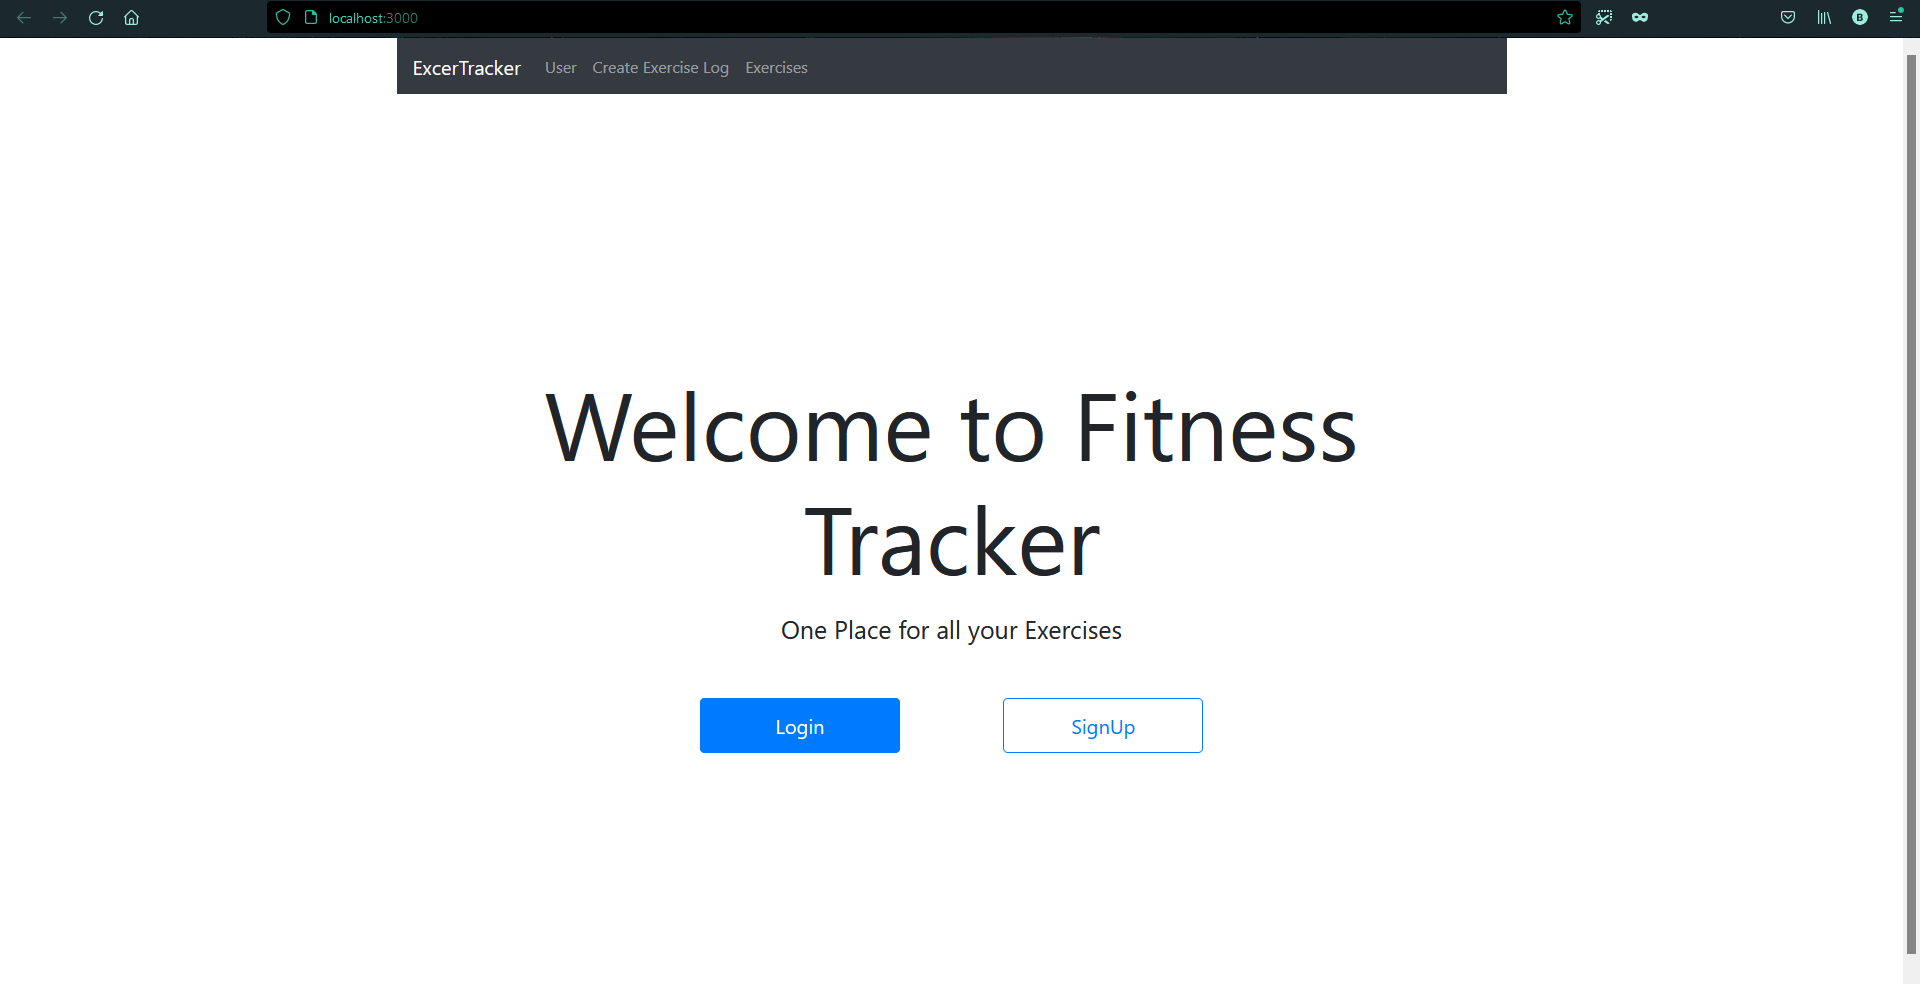 localhost:3000
B
ExcerTracker User Create Exercise Log Exercises
Welcome to Fitness
Tracker
One Place for all your Exercises
Login SignUp